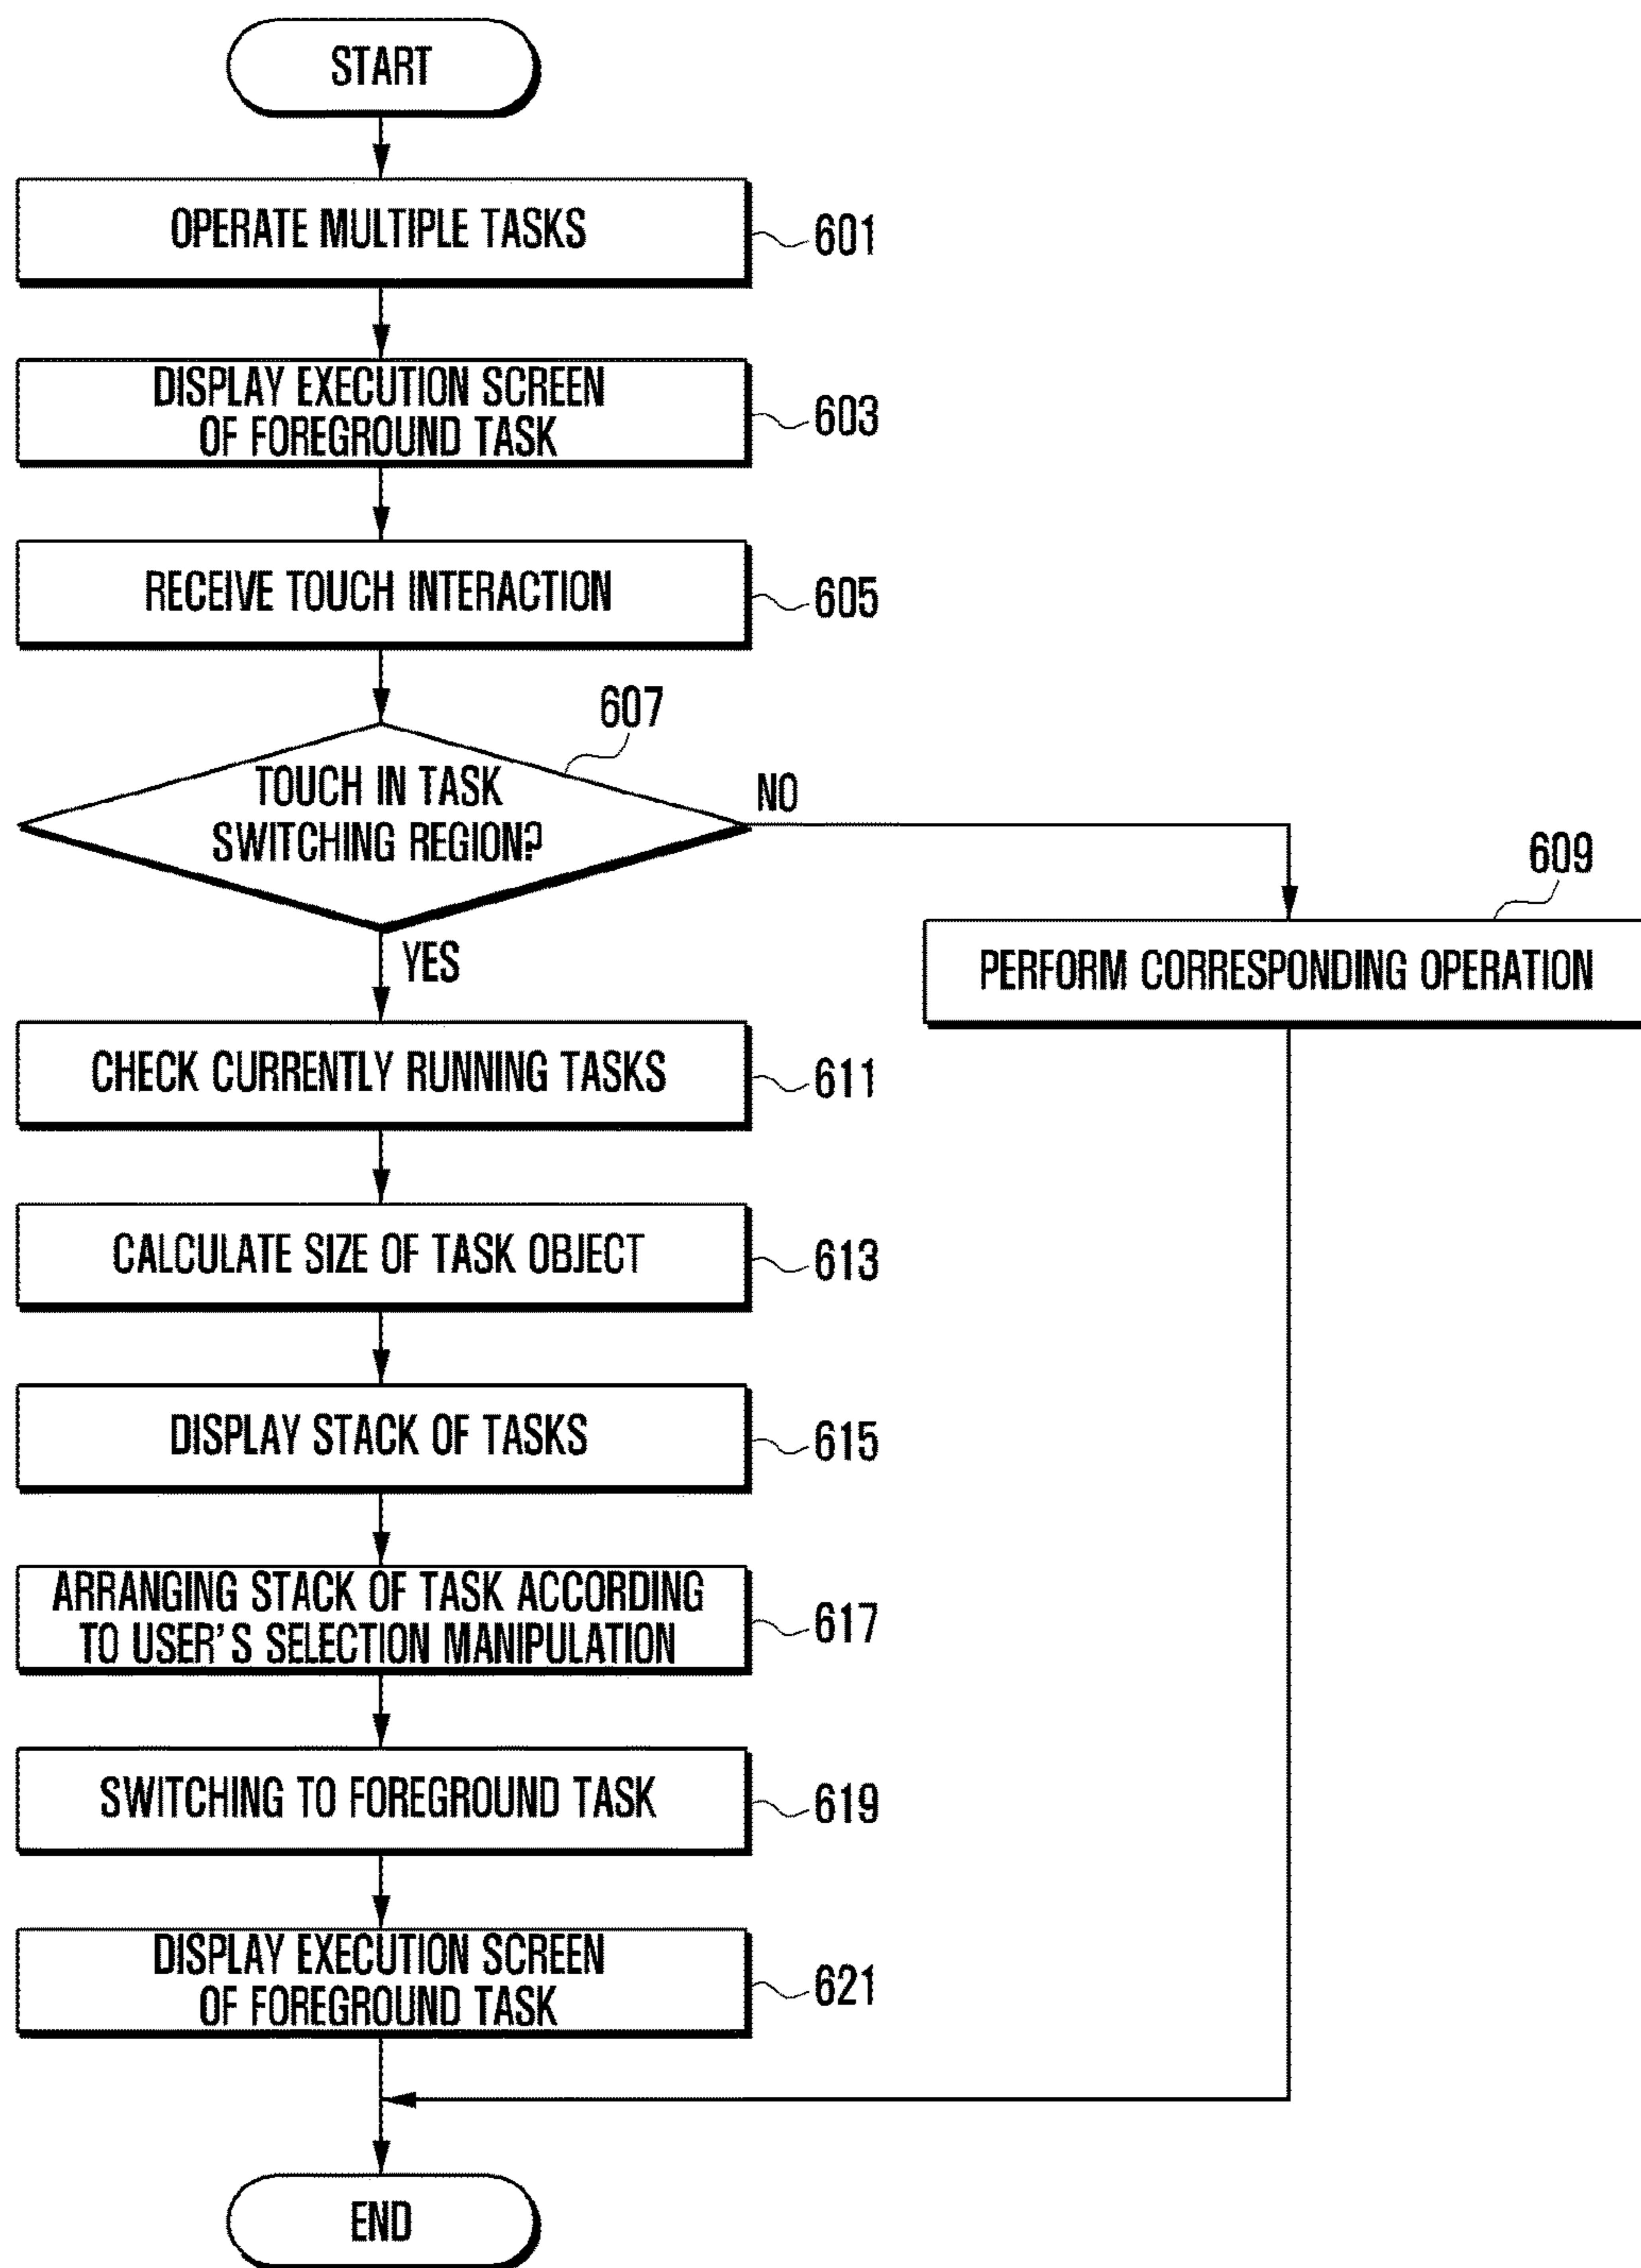 START
OPERATE MULTIPLE TASKS
601
DISPLAY EXECUTION SCREEN
OF FOREGROUND TASK
603
RECEIVE TOUCH INTERACTION
605
607
TOUCH IN TASK
SWITCHING REGION?
NO
YES
609
PERFORM CORRESPONDING OPERATION
CHECK CURRENTLY RUNNING TASKS
611
CALCULATE SIZE OF TASK OBJECT
613
DISPLAY STACK OF TASKS
615
ARRANGING STACK OF TASK ACCORDING
TO USER'S SELECTION MANIPULATION
617
SWITCHING TO FOREGROUND TASK
619
DISPLAY EXECUTION SCREEN
OF FOREGROUND TASK
621
END